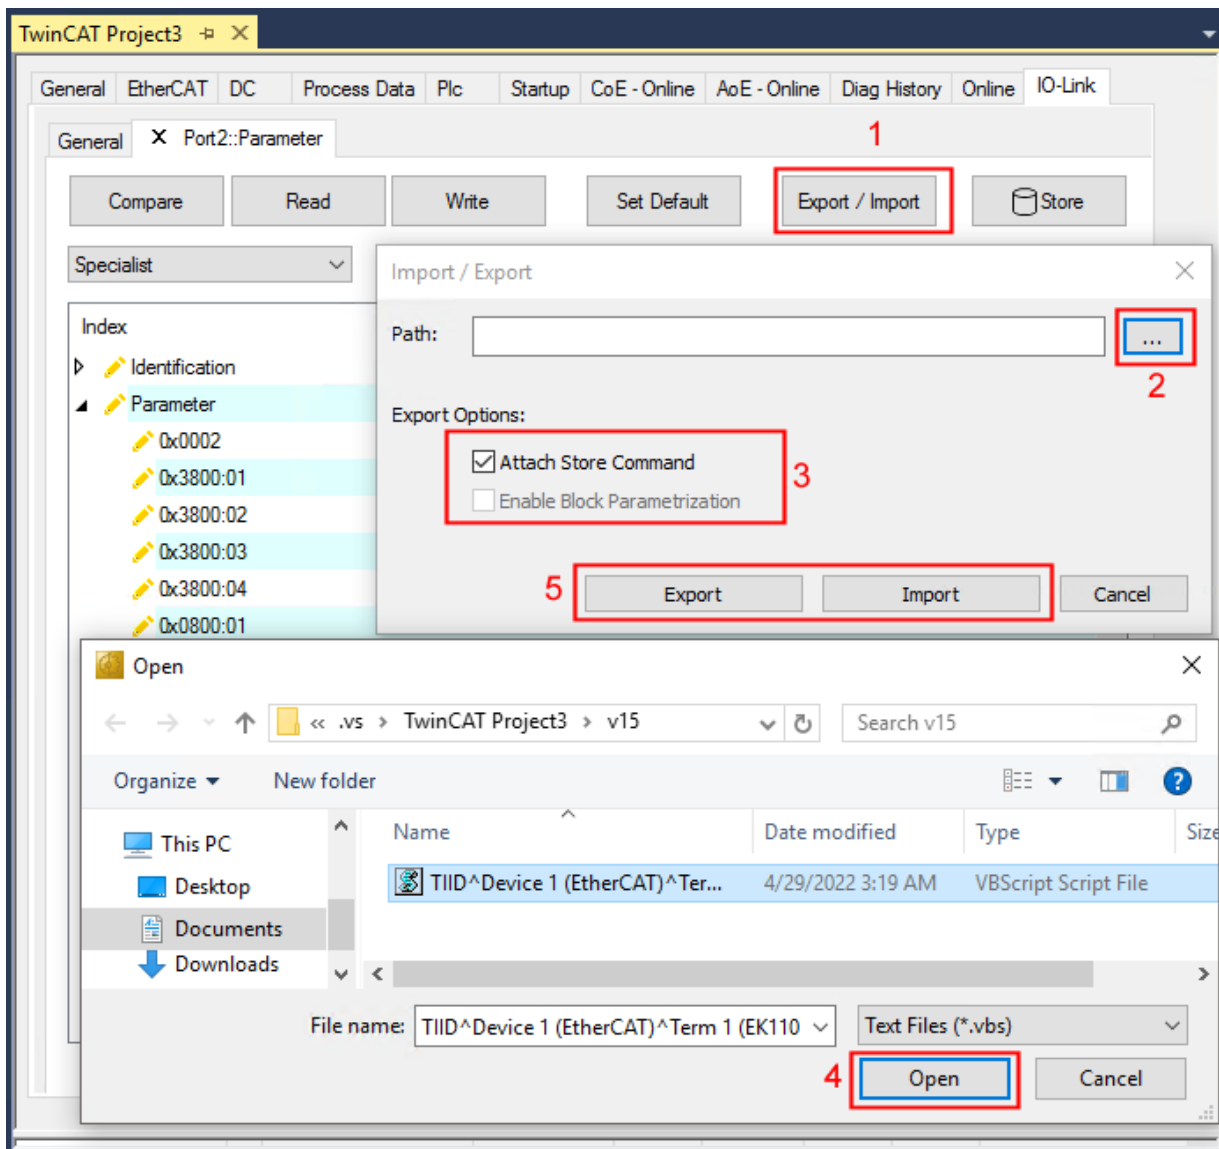 TwinCAT Project3
General EtherCAT DC Process Data Plc Startup CoE - Online AoE - Online Diag History Online IO-Link
General X Port2::Parameter
1
Compare Read Write Set Default Export / Import Store
Specialist
Import / Export
Index
Path: ...
2
Identification
Parameter
Export Options:
0x0002
Attach Store Command
3
0x3800:01
Enable Block Parametrization
0x3800:02
0x3800:03
0x3800:04
5 Export Import Cancel
0x0800:01
Open
« .vs > TwinCAT Project3 > v15 Search v15
Organize New folder
This PC
Name Date modified Type Size
Desktop
TIID^Device 1 (EtherCAT)^Ter... 4/29/2022 3:19 AM VBScript Script File
Documents
Downloads
File name: TIID^Device 1 (EtherCAT)^Term 1 (EK110 Text Files (*.vbs)
4 Open Cancel